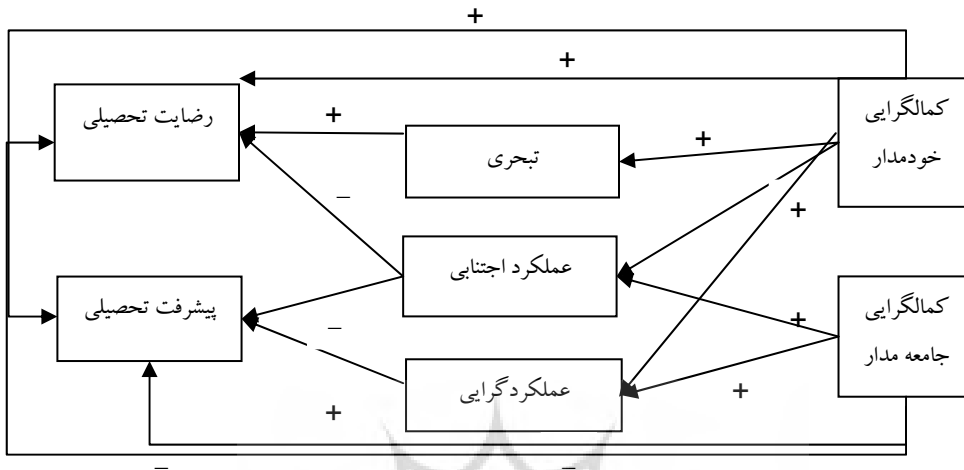 +
+
کمالگرایی
خودمدار
رضایت تحصیلی
+
تبحری
+
–
+
عملکرد اجتنابی
کمالگرایی
جامعه مدار
پیشرفت تحصیلی
–
+
عملکردگرایی
+
+
–
–